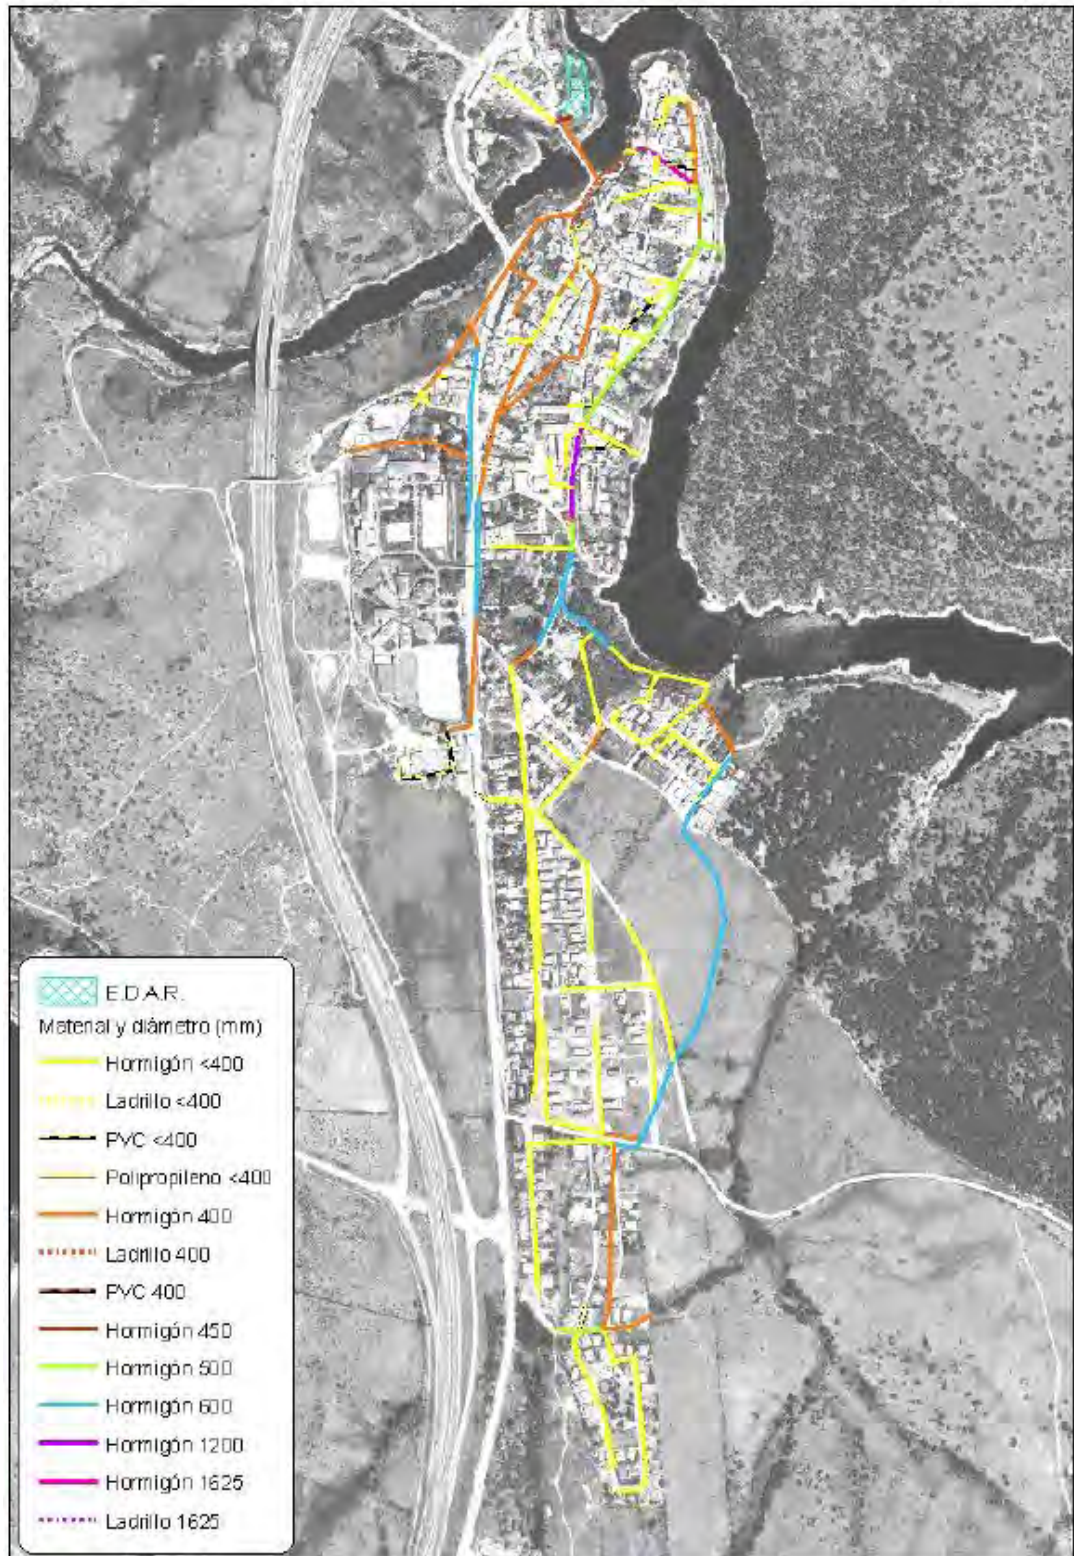 E.D.A.R.
Material y diámetro (mm)
Hormigón <400
Ladrillo <400
PVC <400
Polipropileno <400
Hormigón 400
Ladrillo 400
PVC 400
Hormigón 450
Hormigón 500
Hormigón 600
Hormigón 1200
Hormigón 1625
Ladrillo 1625